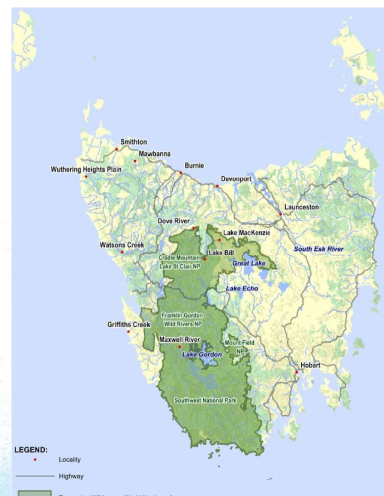 Smithton
Mawbanna
Wuthering Heights Plain
Burnie
Devonport
Launceston
Dove River
Lake MacKenzie
South Esk River
Watsons Creek
Lake Bill
Cradle Mountain
Lake St Clair NP
Great Lake
Lake Echo
Franklin Gordon
Wild Rivers NP
Griffiths Creek
Mount Field
NP
Maxwell River
Lake Gordon
Hobart
Southwest National Park
LEGEND:
Locality
Highway